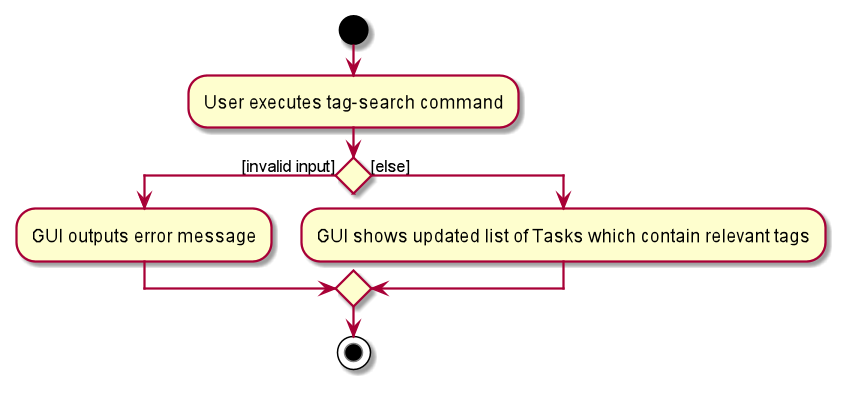 User executes tag-search command
[invalid input]
[else]
GUI outputs error message
GUI shows updated list of Tasks which contain relevant tags